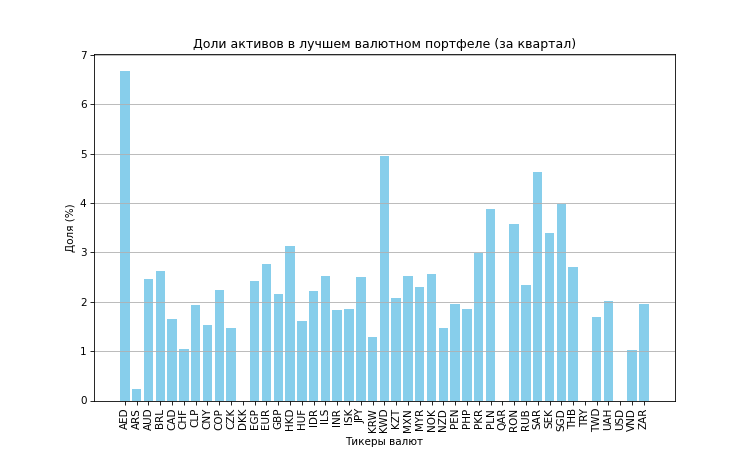 Доли активов в лучшем валютном портфеле (за квартал)
Доля (%)
7
6
5
4
3
2
1
0
AED ARS AUD BRL CAD CHF CLP CNY COP CZK DKK EGP EUR GBP HKD HUF IDR ILS INR ISK JPY KRW KWD KZT MXN MYR NOK NZD PEN PHP PKR PLN QAR RON RUB SAR SEK SGD THB TRY TWD UAH USD VND ZAR
Тикеры валют